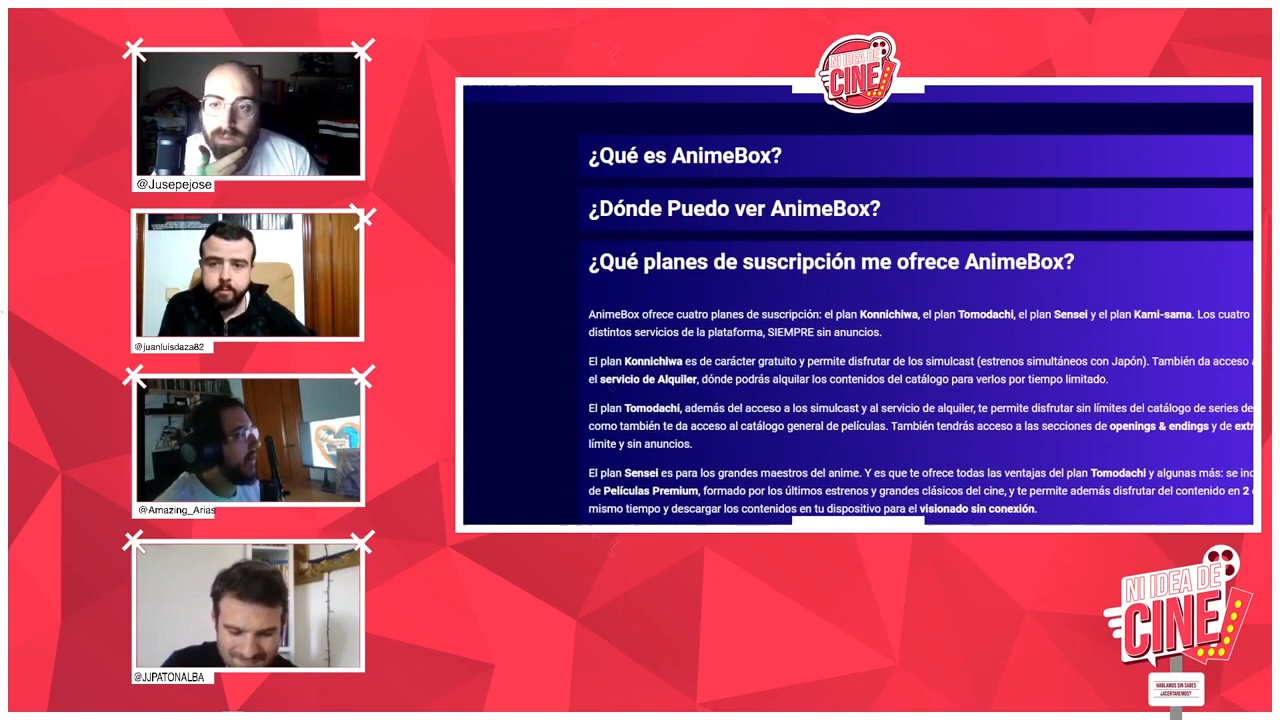 @Jusepejose
@juanluisdaza82
@Amazing_Arias
@JJPATONALBA
NI IDEA DE
CINE
¿Qué es AnimeBox?
¿Dónde Puedo ver AnimeBox?
¿Qué planes de suscripción me ofrece AnimeBox?
AnimeBox ofrece cuatro planes de suscripción: el plan Konnichiwa, el plan Tomodachi, el plan Sensei y el plan Kami-sama. Los cuatro
distintos servicios de la plataforma, SIEMPRE sin anuncios.
El plan Konnichiwa es de carácter gratuito y permite disfrutar de los simulcast (estrenos simultáneos con Japón). También da acceso a
el servicio de Alquiler, dónde podrás alquilar los contenidos del catálogo para verlos por tiempo limitado.
El plan Tomodachi, además del acceso a los simulcast y al servicio de alquiler, te permite disfrutar sin límites del catálogo de series de
como también te da acceso al catálogo general de películas. También tendrás acceso a las secciones de openings & endings y de extr
límite y sin anuncios.
El plan Sensei es para los grandes maestros del anime. Y es que te ofrece todas las ventajas del plan Tomodachi y algunas más: se inc
de Películas Premium, formado por los últimos estrenos y grandes clásicos del cine, y te permite además disfrutar del contenido en 2
mismo tiempo y descargar los contenidos en tu dispositivo para el visionado sin conexión.
NI IDEA DE
CINE
HABLAMOS SIN SABER
¿ACERTAREMOS?